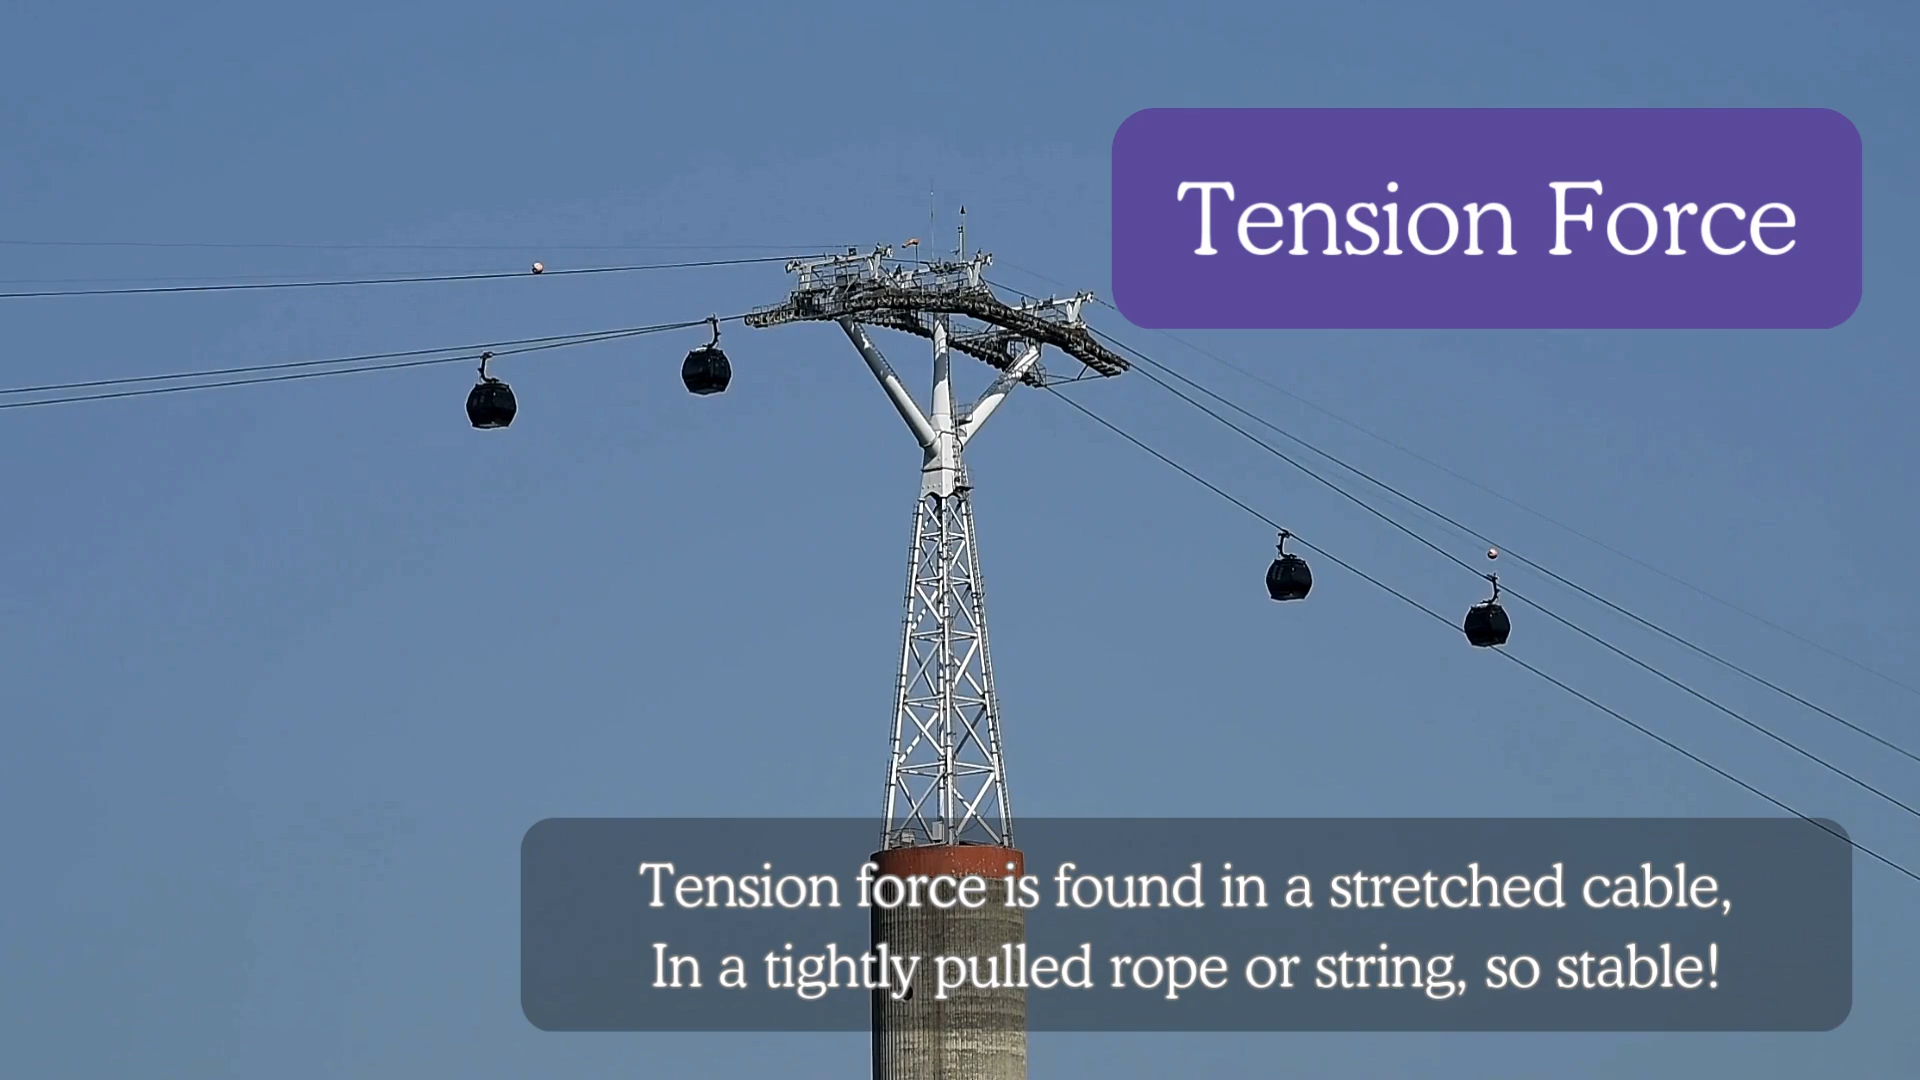 Tension Force
Tension force is found in a stretched cable,
In a tightly pulled rope or string, so stable!